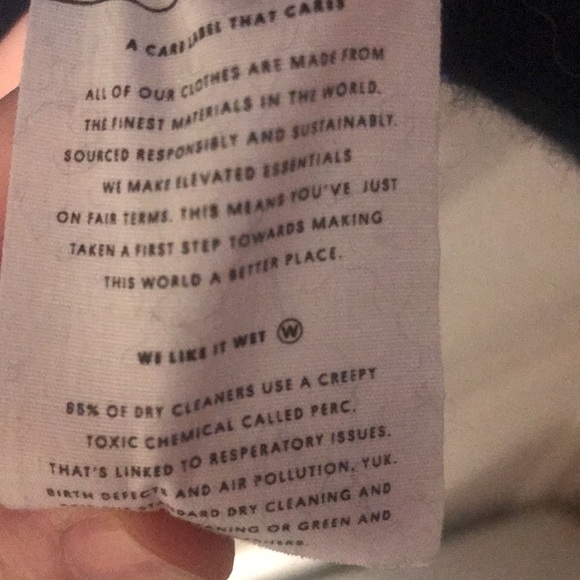 A CARE LABEL THAT CARES
ALL OF OUR CLOTHES ARE MADE FROM
THE FINEST MATERIALS IN THE WORLD.
SOURCED RESPONSIBLY AND SUSTAINABLY.
WE MAKE ELEVATED ESSENTIALS
ON FAIR TERMS. THIS MEANS YOU'VE JUST
TAKEN A FIRST STEP TOWARDS MAKING
THIS WORLD A BETTER PLACE.
WE LIKE IT WET W
85% OF DRY CLEANERS USE A CREEPY
TOXIC CHEMICAL CALLED PERC.
THAT'S LINKED TO RESPERATORY ISSUES.
BIRTH DEFECTS AND AIR POLLUTION, YUK.
DRY CLEANING AND
OR GREEN AND